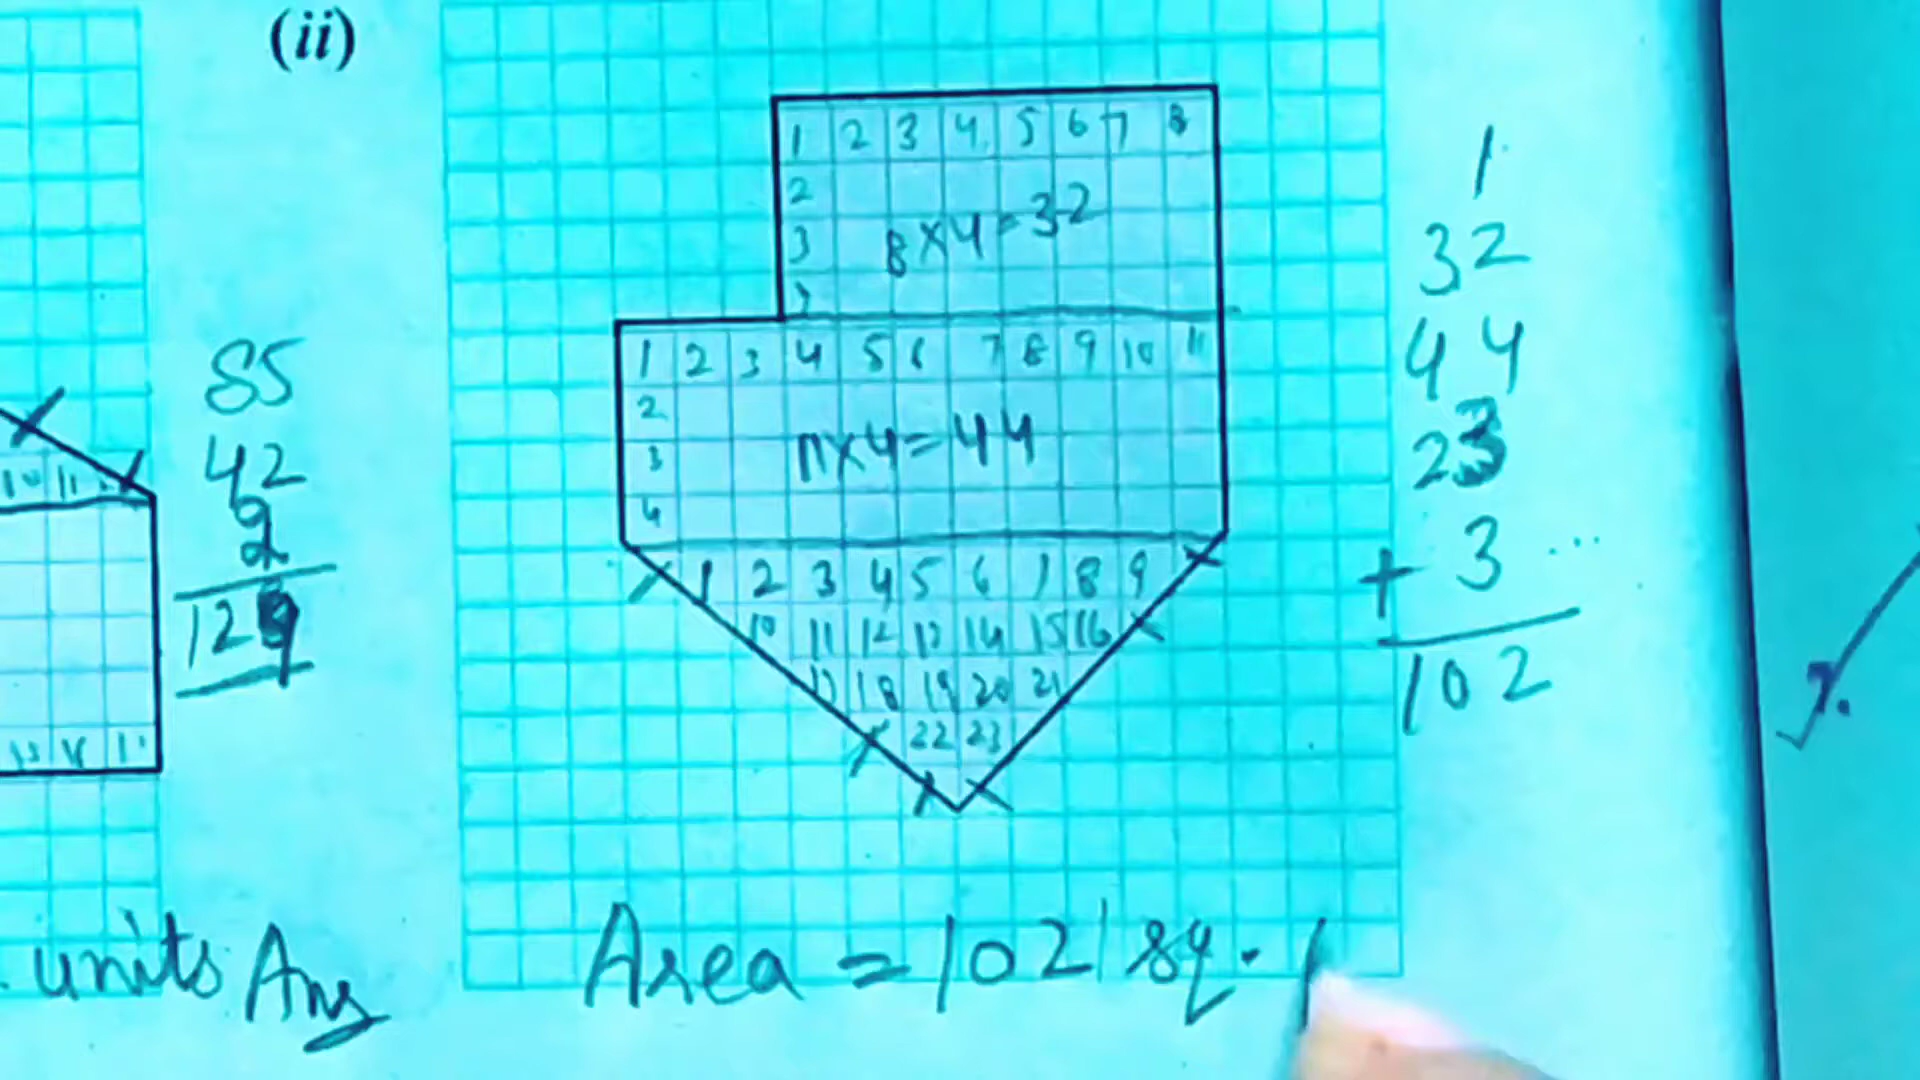 (ii)
1 2 3 4 5 6 7 8
2
3
8×4=32
1 2 3 4 5 6 7 8 9 10 11
2
3
4
11×4=44
1 2 3 4 5 6 7 8 9
10 11 12 13 14 15 16
17 18 19 20 21
22 23
1
32
44
23
+ 3
102
85
42
2
129
10 11
units Ans
Area = 102 sq.